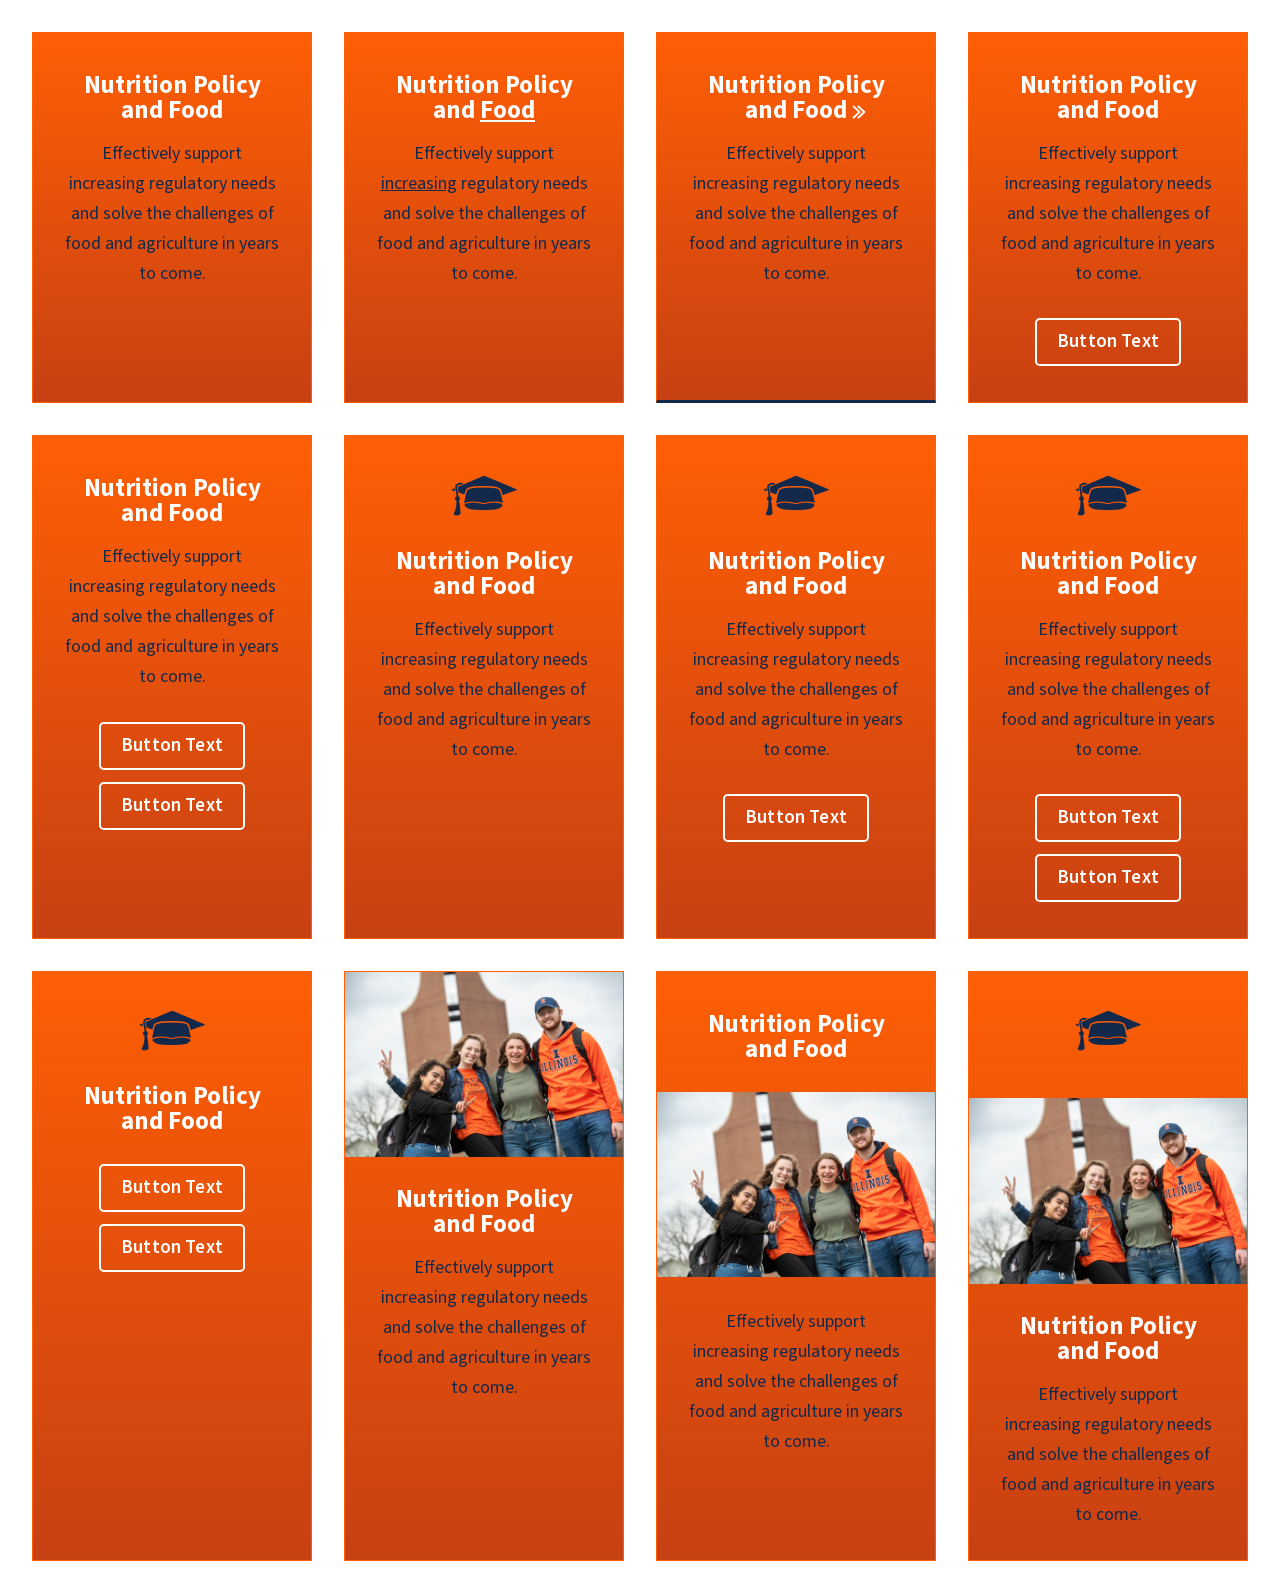 Nutrition Policy
and Food
Effectively support
increasing regulatory needs
and solve the challenges of
food and agriculture in years
to come.
Nutrition Policy
and Food
Effectively support
increasing regulatory needs
and solve the challenges of
food and agriculture in years
to come.
Nutrition Policy
and Food »
Effectively support
increasing regulatory needs
and solve the challenges of
food and agriculture in years
to come.
Nutrition Policy
and Food
Effectively support
increasing regulatory needs
and solve the challenges of
food and agriculture in years
to come.
Button Text
Nutrition Policy
and Food
Effectively support
increasing regulatory needs
and solve the challenges of
food and agriculture in years
to come.
Button Text
Button Text
Nutrition Policy
and Food
Effectively support
increasing regulatory needs
and solve the challenges of
food and agriculture in years
to come.
Nutrition Policy
and Food
Effectively support
increasing regulatory needs
and solve the challenges of
food and agriculture in years
to come.
Button Text
Nutrition Policy
and Food
Effectively support
increasing regulatory needs
and solve the challenges of
food and agriculture in years
to come.
Button Text
Button Text
Nutrition Policy
and Food
Button Text
Button Text
I
ILLINOIS
Nutrition Policy
and Food
Effectively support
increasing regulatory needs
and solve the challenges of
food and agriculture in years
to come.
Nutrition Policy
and Food
I
ILLINOIS
Effectively support
increasing regulatory needs
and solve the challenges of
food and agriculture in years
to come.
I
ILLINOIS
Nutrition Policy
and Food
Effectively support
increasing regulatory needs
and solve the challenges of
food and agriculture in years
to come.